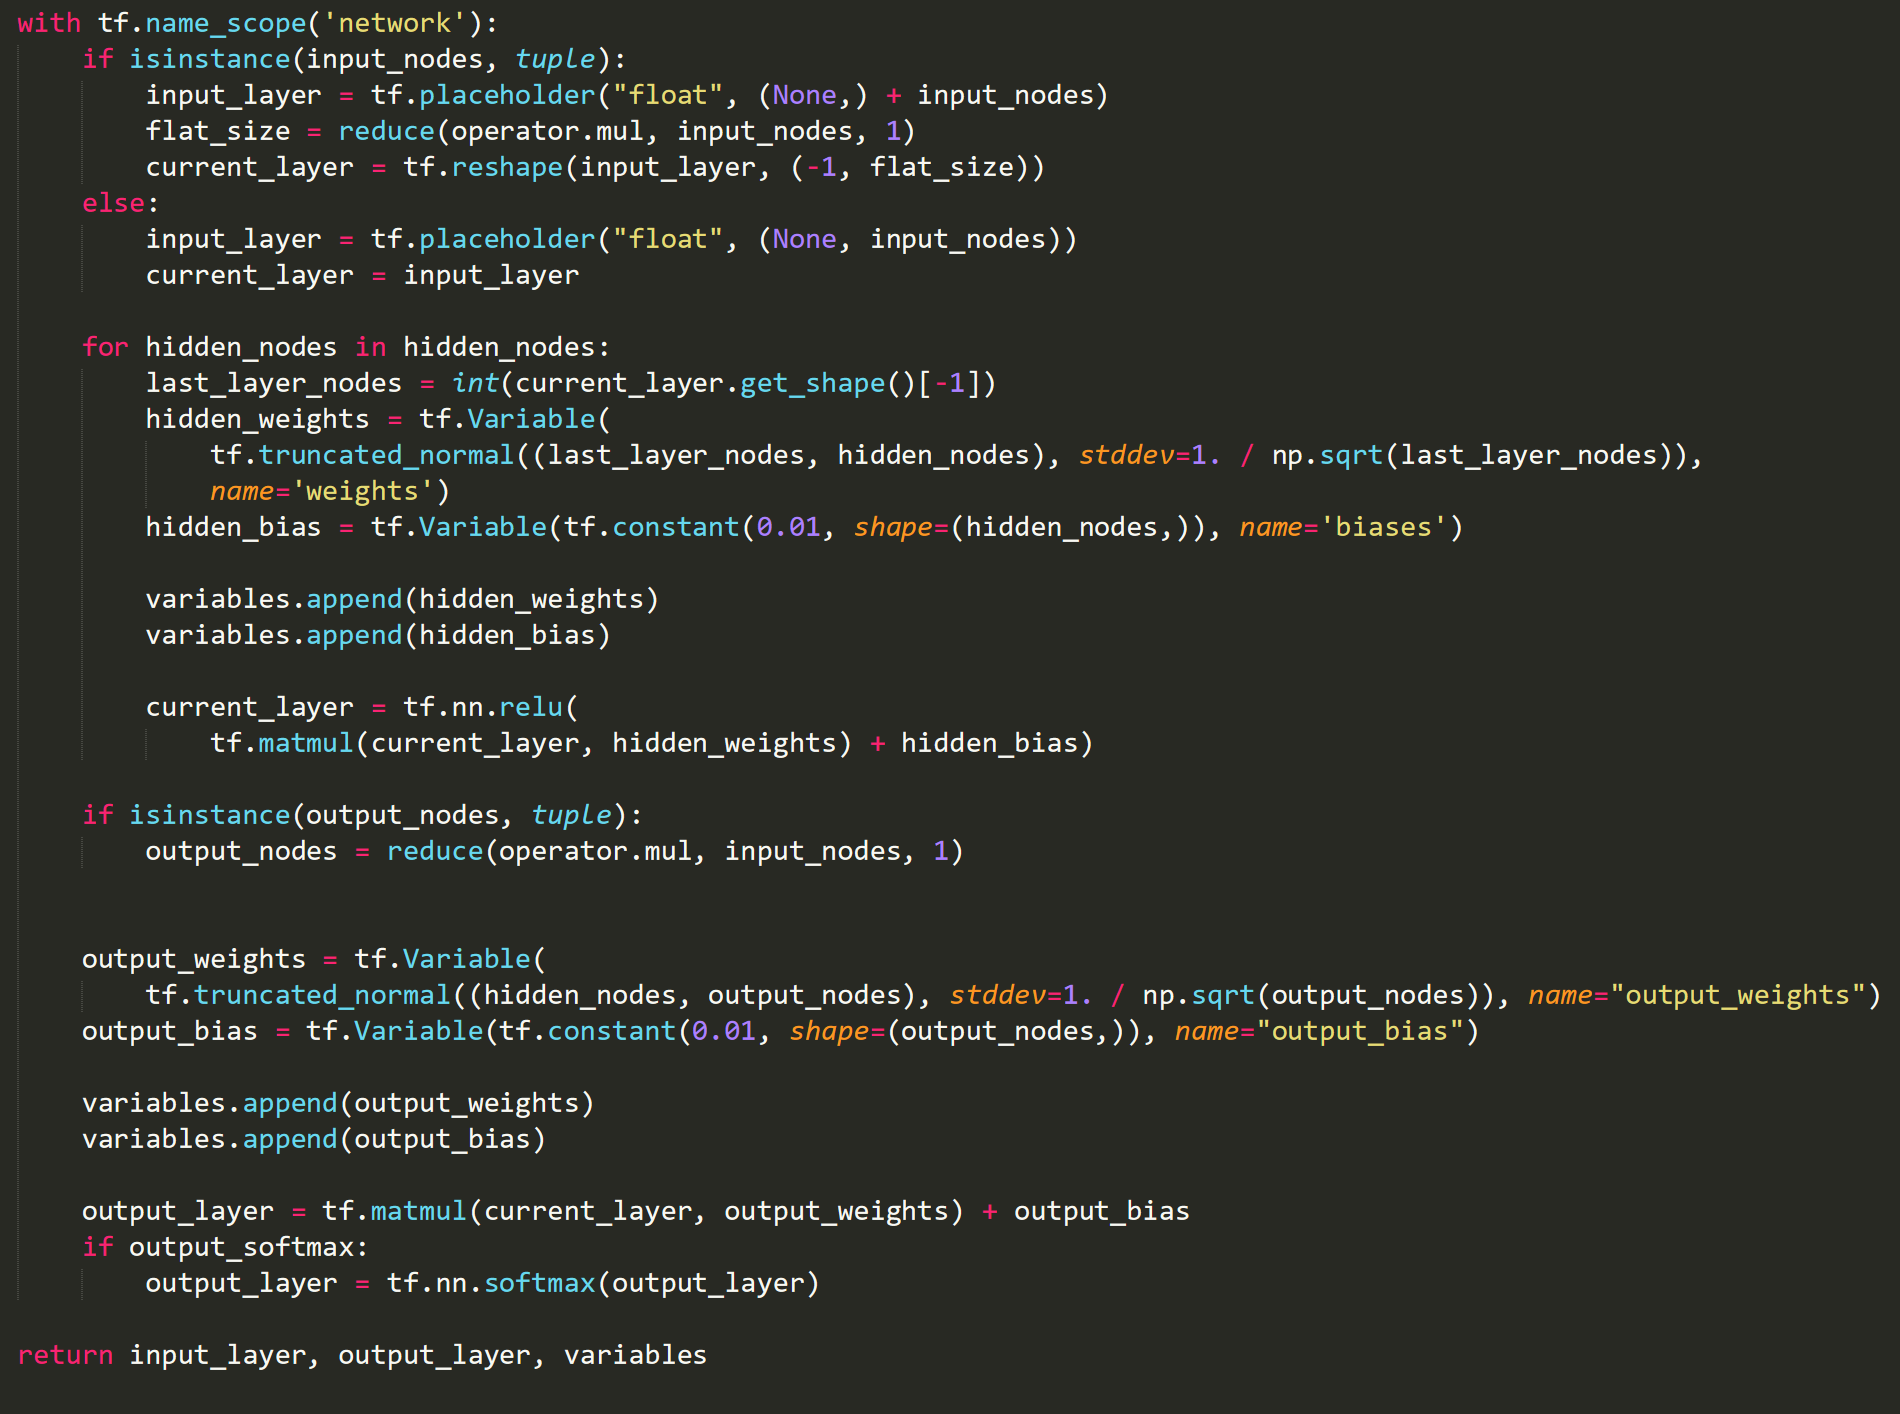 with tf.name_scope('network'):
    if isinstance(input_nodes, tuple):
        input_layer = tf.placeholder("float", (None,) + input_nodes)
        flat_size = reduce(operator.mul, input_nodes, 1)
        current_layer = tf.reshape(input_layer, (-1, flat_size))
    else:
        input_layer = tf.placeholder("float", (None, input_nodes))
        current_layer = input_layer

    for hidden_nodes in hidden_nodes:
        last_layer_nodes = int(current_layer.get_shape()[-1])
        hidden_weights = tf.Variable(
            tf.truncated_normal((last_layer_nodes, hidden_nodes), stddev=1. / np.sqrt(last_layer_nodes)),
            name='weights')
        hidden_bias = tf.Variable(tf.constant(0.01, shape=(hidden_nodes,)), name='biases')

        variables.append(hidden_weights)
        variables.append(hidden_bias)

        current_layer = tf.nn.relu(
            tf.matmul(current_layer, hidden_weights) + hidden_bias)

    if isinstance(output_nodes, tuple):
        output_nodes = reduce(operator.mul, input_nodes, 1)


    output_weights = tf.Variable(
        tf.truncated_normal((hidden_nodes, output_nodes), stddev=1. / np.sqrt(output_nodes)), name="output_weights")
    output_bias = tf.Variable(tf.constant(0.01, shape=(output_nodes,)), name="output_bias")

    variables.append(output_weights)
    variables.append(output_bias)

    output_layer = tf.matmul(current_layer, output_weights) + output_bias
    if output_softmax:
        output_layer = tf.nn.softmax(output_layer)

return input_layer, output_layer, variables